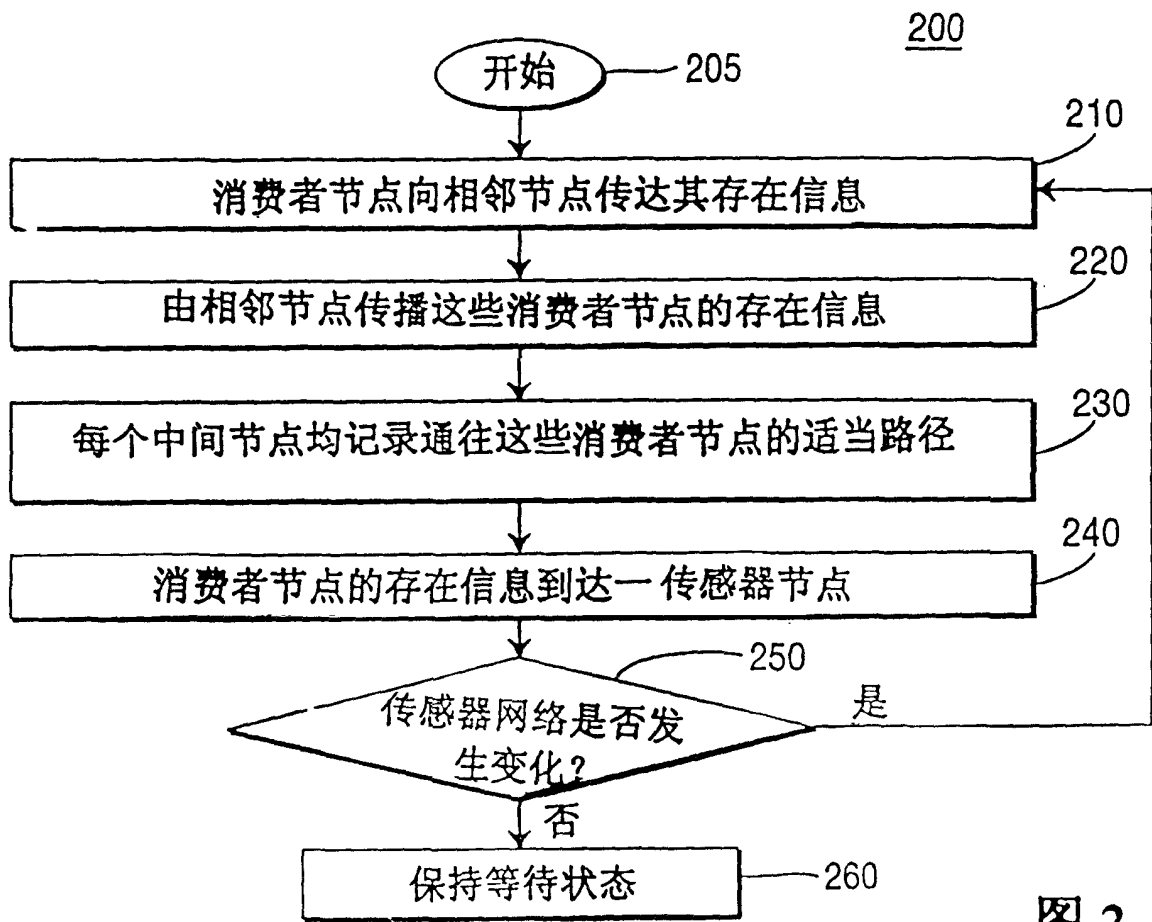 200
开始
205
210
消费者节点向相邻节点传达其存在信息
220
由相邻节点传播这些消费者节点的存在信息
230
每个中间节点均记录通往这些消费者节点的适当路径
240
消费者节点的存在信息到达一传感器节点
250
传感器网络是否发
生变化?
是
否
保持等待状态
260
图 2